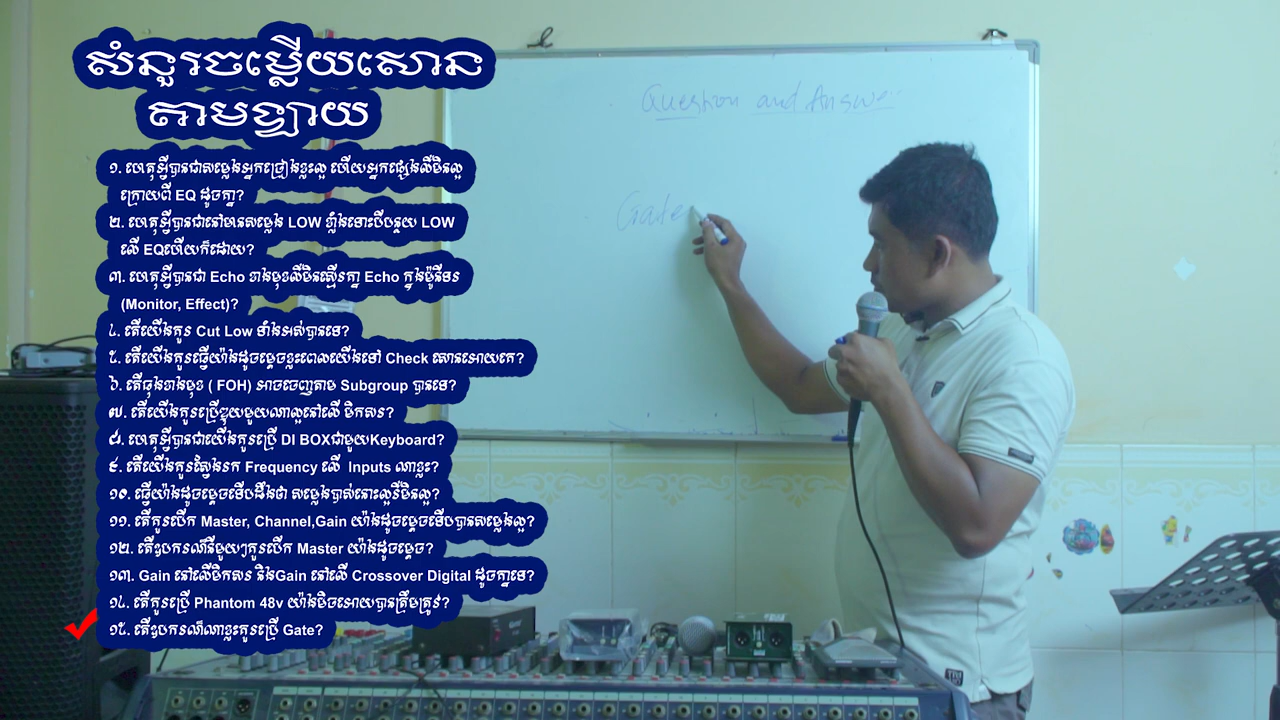 សំនួរចម្លើយសោន
តាមឡាយ
១. ហេតុអ្វីបានជាសម្លេងអ្នកច្រៀងខ្លះល្អ ហើយអ្នកផ្សេងលឺមិនល្អ
ក្រោយពី EQ ដូចគ្នា?
២. ហេតុអ្វីបានជានៅមានសម្លេង LOW ខ្លាំងទោះបីបន្ថយ LOW
លើ EQហើយក៏ដោយ?
៣. ហេតុអ្វីបានជា Echo ខាងមុខលឺមិនស្មើគ្នា Echo ក្នុងម៉ូនីទ័រ
(Monitor, Effect)?
៤. តើយើងគួរ Cut Low ទាំងអស់បានទេ?
៥. តើយើងគួរធ្វើយ៉ាងដូចម្តេចខ្លះពេលយើងទៅ Check សោនអោយគេ?
៦. តើធុងខាងមុខ ( FOH) អាចចេញតាម Subgroup បានទេ?
៧. តើយើងគួរប្រើឌុយមួយណាល្អនៅលើ មិកស័រ?
៨. ហេតុអ្វីបានជាយើងគួរប្រើ DI BOXជាមួយKeyboard?
៩. តើយើងគួរស្វែងរក Frequency លើ Inputs ណាខ្លះ?
១០. ធ្វើយ៉ាងដូចម្តេចទើបដឹងថា សម្លេងបាស់នោះល្អរឺមិនល្អ?
១១. តើគួរបើក Master, Channel,Gain យ៉ាងដូចម្តេចទើបបានសម្លេងល្អ?
១២. តើឧបករណ៍នីមួយៗគួរបើក Master យ៉ាងដូចម្តេច?
១៣. Gain នៅលើមិកស័រ និងGain នៅលើ Crossover Digital ដូចគ្នាទេ?
១៤. តើគួរប្រើ Phantom 48v យ៉ាងមិចអោយបានត្រឹមត្រូវ?
១៥. តើឧបករណ៍ណាខ្លះគួរប្រើ Gate?
Question and Answer
Gate